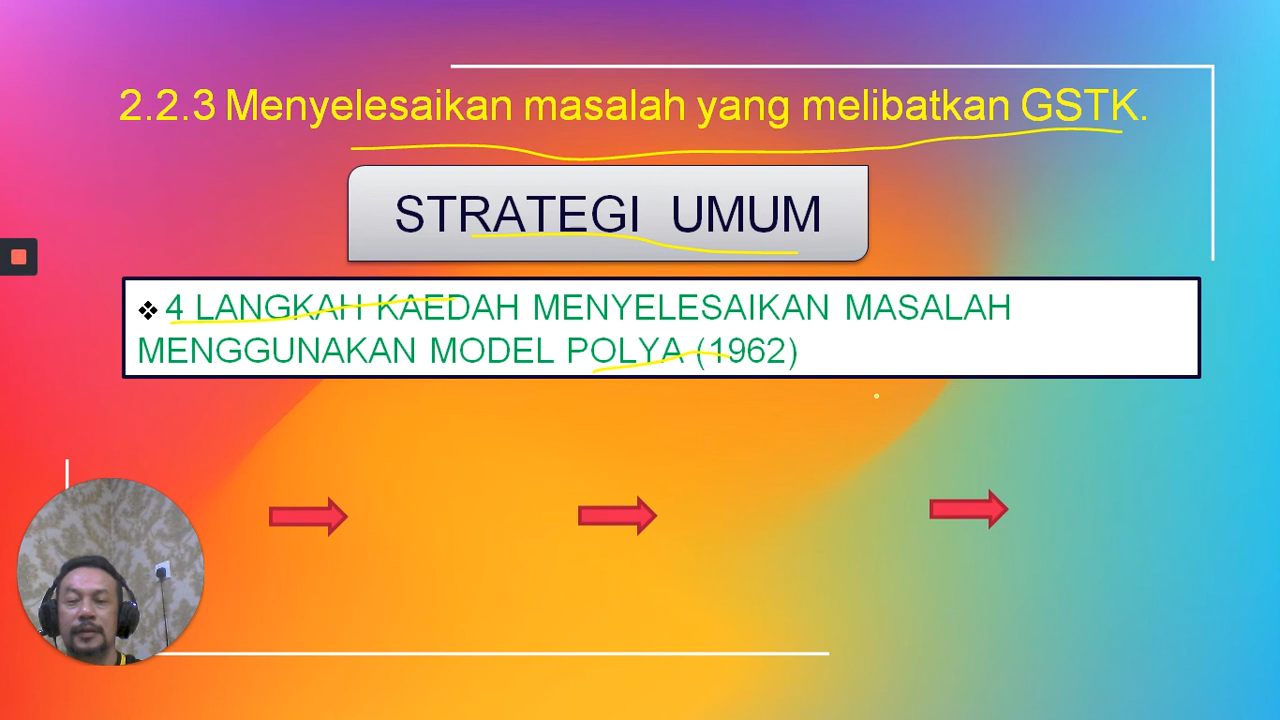 2.2.3 Menyelesaikan masalah yang melibatkan GSTK.
STRATEGI UMUM
❖ 4 LANGKAH KAEDAH MENYELESAIKAN MASALAH
MENGGUNAKAN MODEL POLYA (1962)